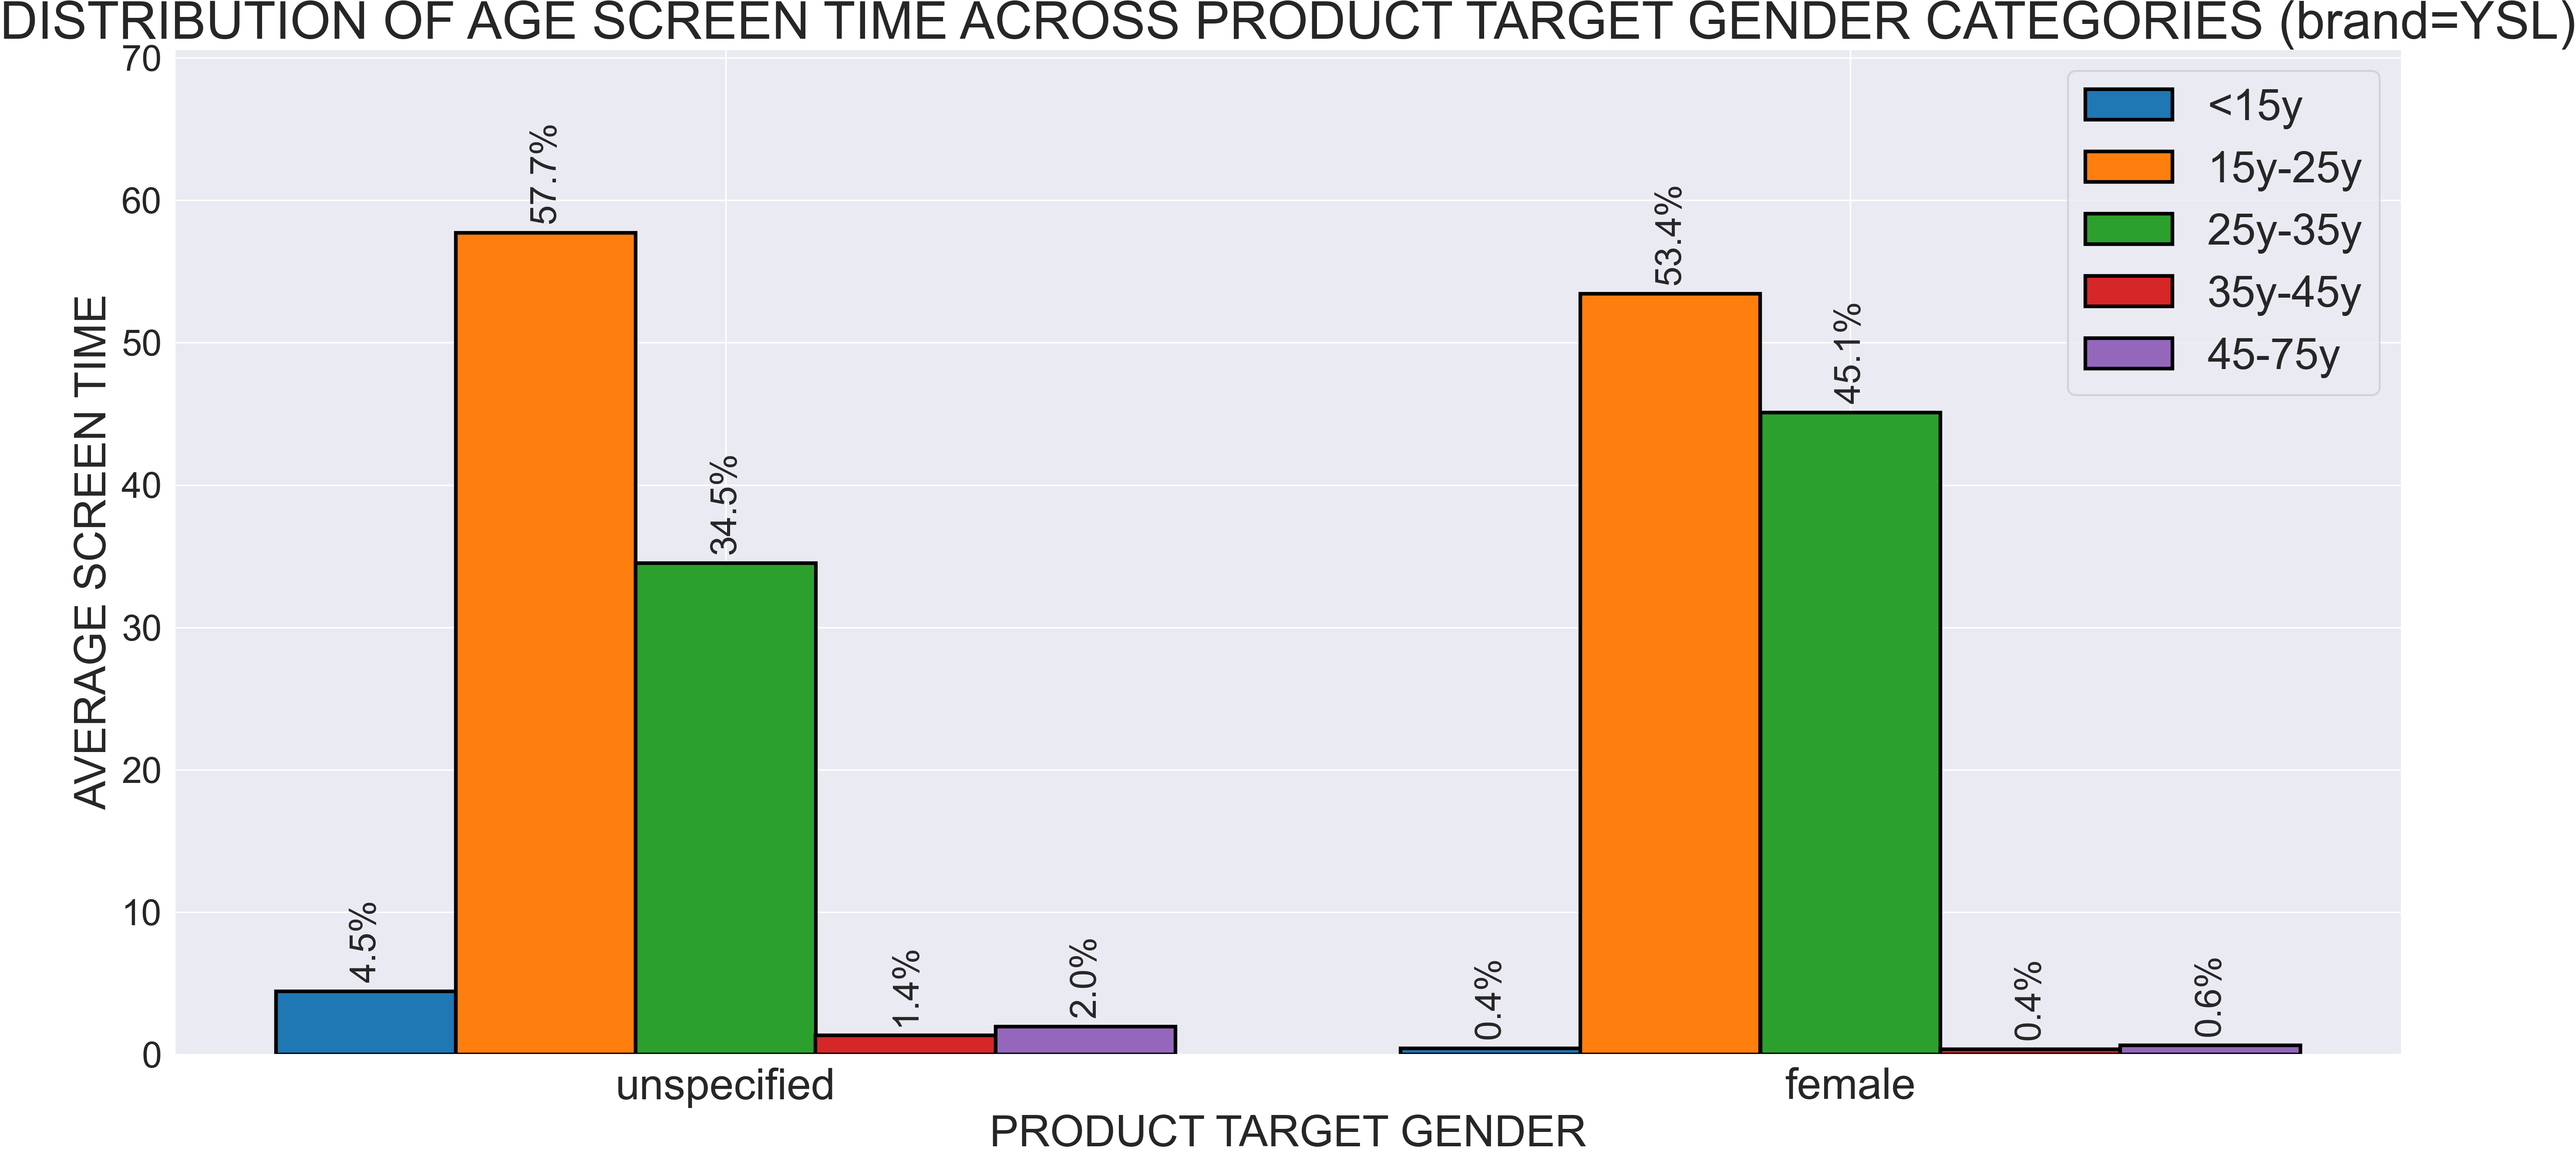 DISTRIBUTION OF AGE SCREEN TIME ACROSS PRODUCT TARGET GENDER CATEGORIES (brand=YSL)
AVERAGE SCREEN TIME
70
60
50
40
30
20
10
0
4.5%
57.7%
34.5%
1.4%
2.0%
0.4%
53.4%
45.1%
0.4%
0.6%
<15y
15y-25y
25y-35y
35y-45y
45-75y
unspecified
female
PRODUCT TARGET GENDER